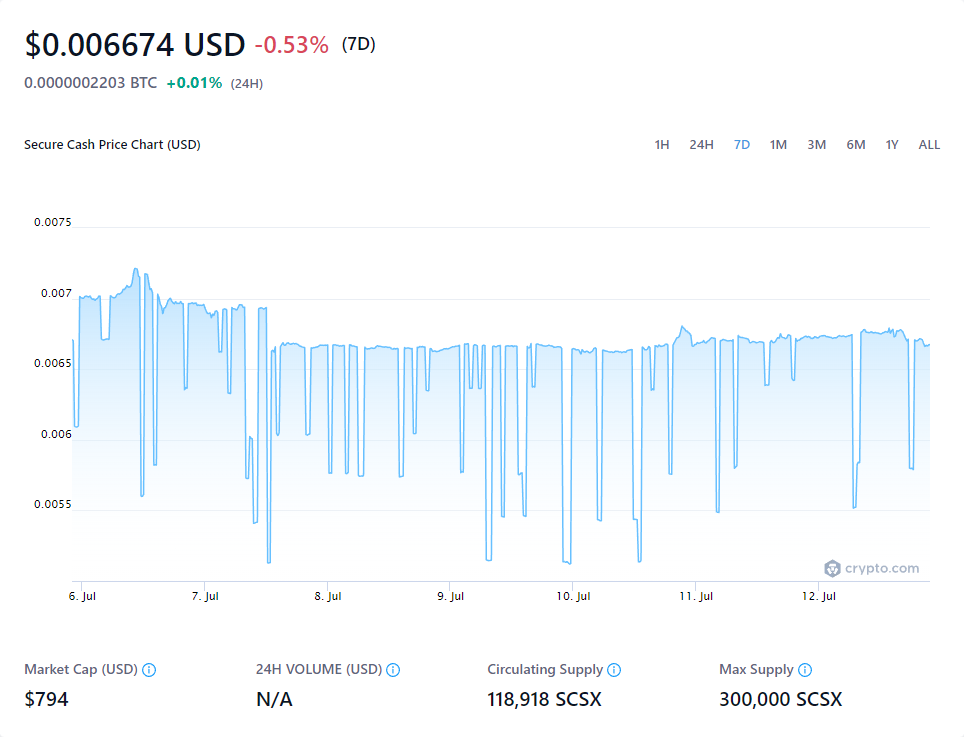 $0.006674 USD -0.53% (7D)
0.0000002203 BTC +0.01% (24H)
Secure Cash Price Chart (USD) 1H 24H 7D 1M 3M 6M 1Y ALL
0.0075
0.007
0.0065
0.006
0.0055
crypto.com
6. Jul 7. Jul 8. Jul 9. Jul 10. Jul 11. Jul 12. Jul
Market Cap (USD) 24H VOLUME (USD) Circulating Supply Max Supply
$794 N/A 118,918 SCSX 300,000 SCSX